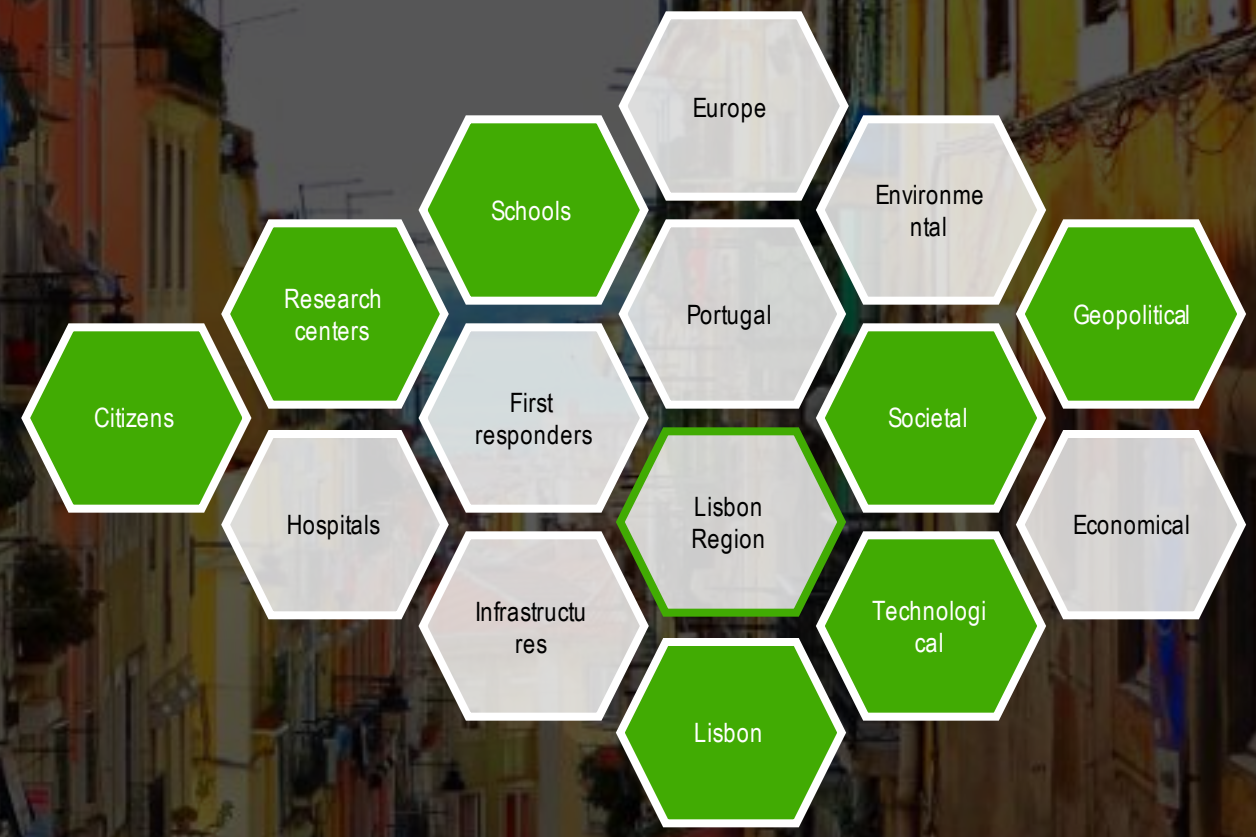 Europe
Schools
Environme
ntal
Research
centers
Portugal
Geopolitical
Citizens
First
responders
Societal
Hospitals
Lisbon
Region
Economical
Infrastructu
res
Technologi
cal
Lisbon